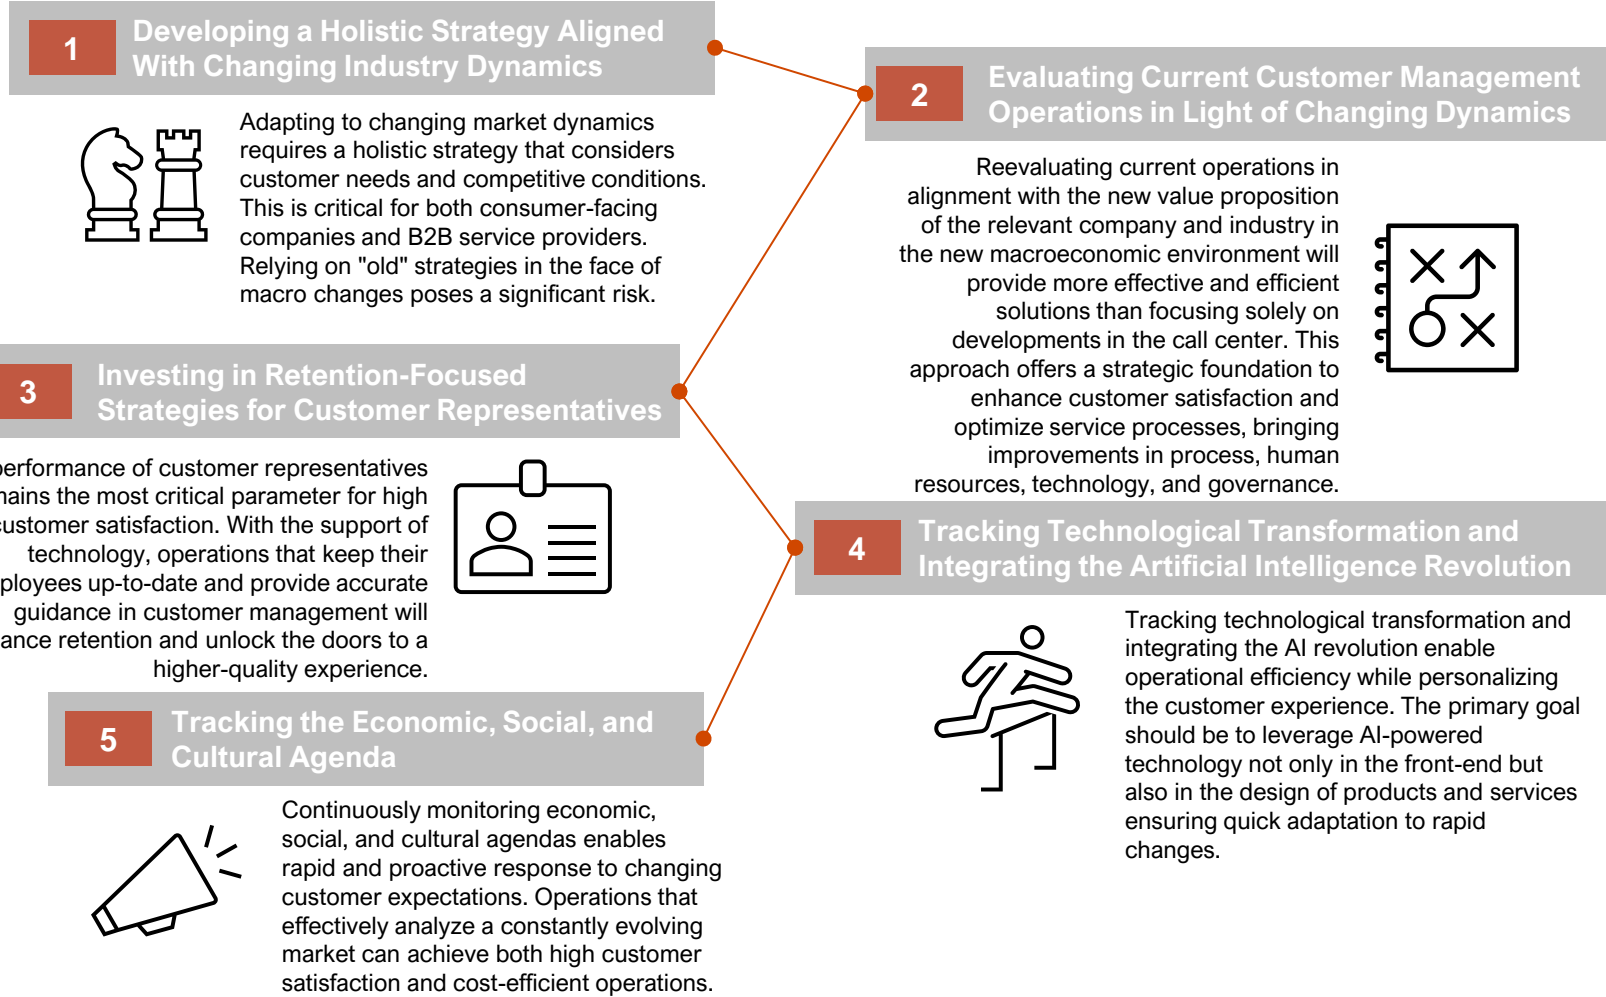 1
Developing a Holistic Strategy Aligned
With Changing Industry Dynamics
Adapting to changing market dynamics
requires a holistic strategy that considers
customer needs and competitive conditions.
This is critical for both consumer-facing
companies and B2B service providers.
Relying on "old" strategies in the face of
macro changes poses a significant risk.
2
Evaluating Current Customer Management
Operations in Light of Changing Dynamics
Reevaluating current operations in
alignment with the new value proposition
of the relevant company and industry in
the new macroeconomic environment will
provide more effective and efficient
solutions than focusing solely on
developments in the call center. This
approach offers a strategic foundation to
enhance customer satisfaction and
optimize service processes, bringing
improvements in process, human
resources, technology, and governance.
3
Investing in Retention-Focused
Strategies for Customer Representatives
performance of customer representatives
the most critical parameter for high
customer satisfaction. With the support of
technology, operations that keep their
up-to-date and provide accurate
guidance in customer management will
retention and unlock the doors to a
higher-quality experience.
4
Tracking Technological Transformation and
Integrating the Artificial Intelligence Revolution
Tracking technological transformation and
integrating the AI revolution enable
operational efficiency while personalizing
the customer experience. The primary goal
should be to leverage AI-powered
technology not only in the front-end but
also in the design of products and services
ensuring quick adaptation to rapid
changes.
5
Tracking the Economic, Social, and
Cultural Agenda
Continuously monitoring economic,
social, and cultural agendas enables
rapid and proactive response to changing
customer expectations. Operations that
effectively analyze a constantly evolving
market can achieve both high customer
satisfaction and cost-efficient operations.